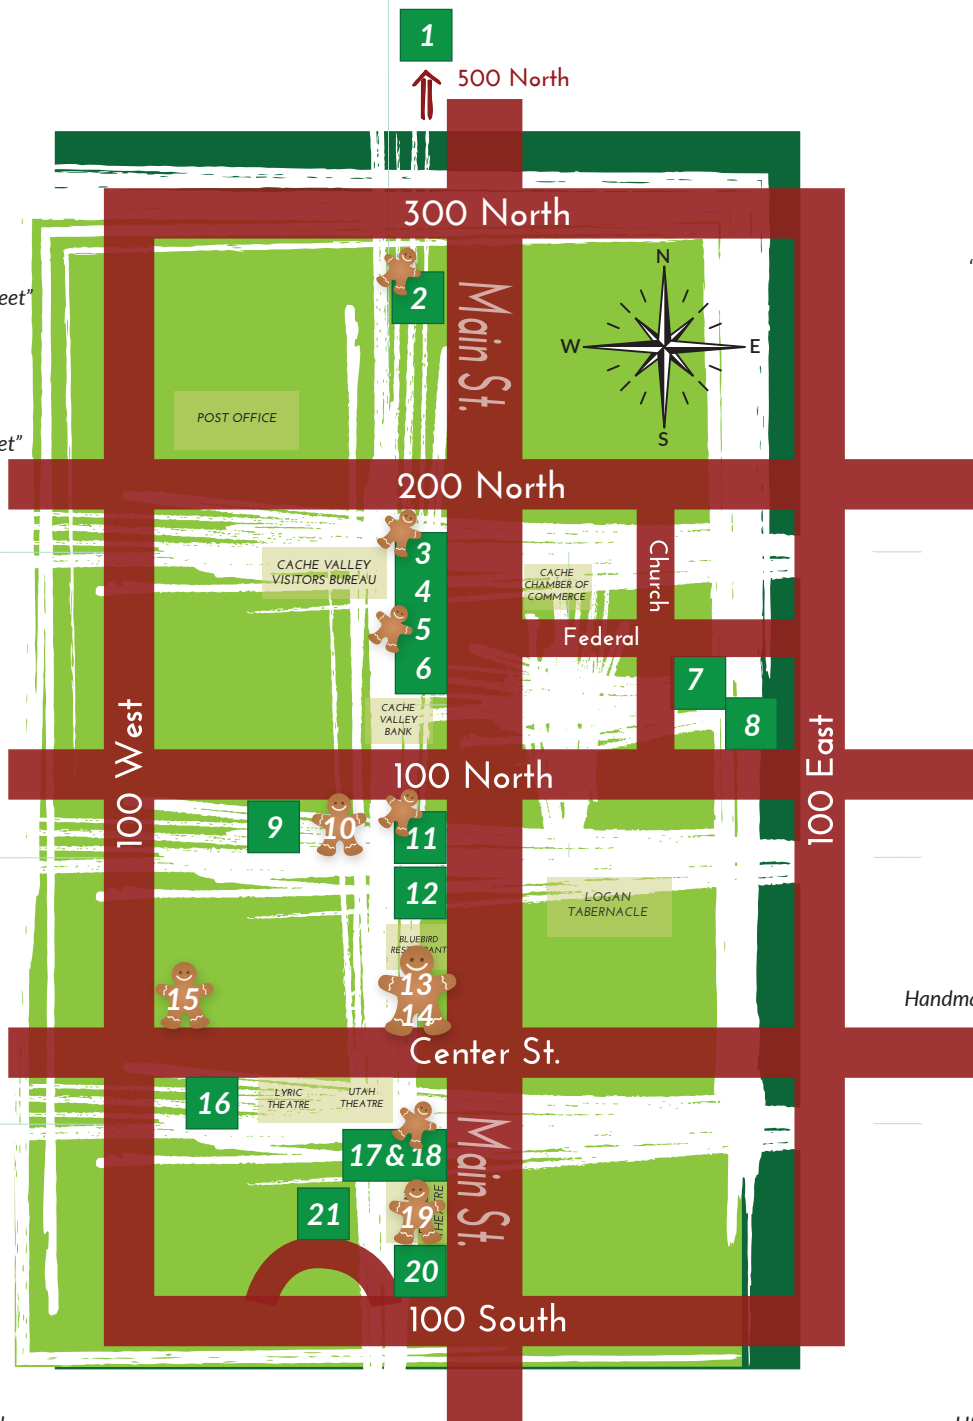 1
500 North
300 North
N
W
E
S
eet”
2
Main St.
POST OFFICE
et”
200 North
3
4
5
6
CACHE VALLEY
VISITORS BUREAU
CACHE
CHAMBER OF
COMMERCE
Church
Federal
7
8
CACHE
VALLEY
BANK
100 West
100 East
100 North
9
10
11
12
LOGAN
TABERNACLE
BLUEBIRD
13
14
15
Handma
Center St.
16
LYRIC
THEATRE
UTAH
THEATRE
17 & 18
Main St.
19
21
20
100 South